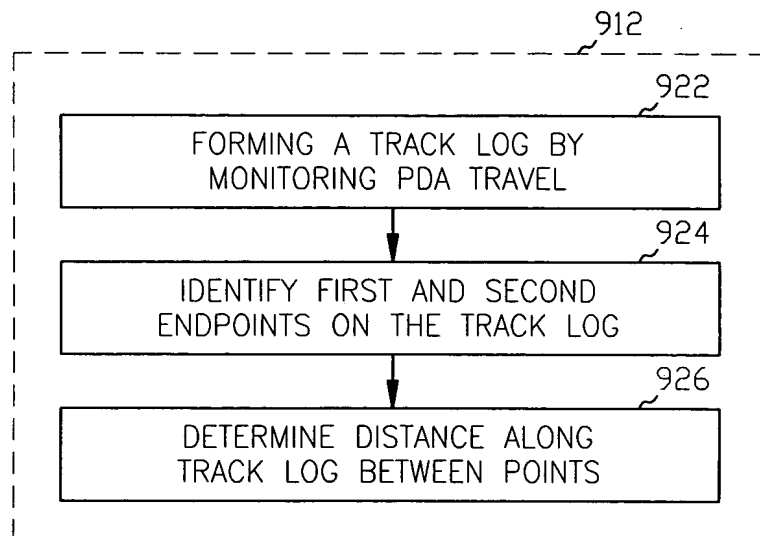 912
922
FORMING A TRACK LOG BY
MONITORING PDA TRAVEL
924
IDENTIFY FIRST AND SECOND
ENDPOINTS ON THE TRACK LOG
926
DETERMINE DISTANCE ALONG
TRACK LOG BETWEEN POINTS